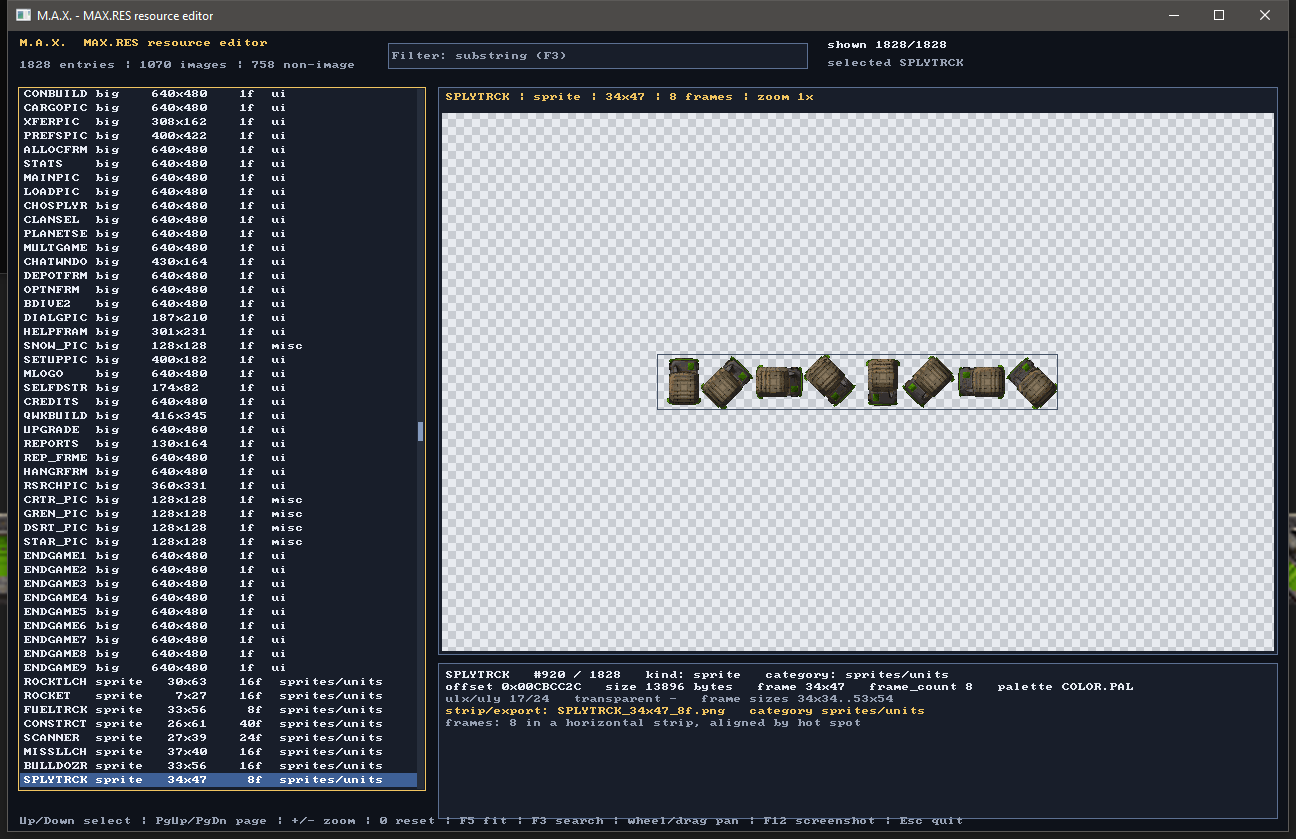 M.A.X. - MAX.RES resource editor
M.A.X. MAX.RES resource editor
1828 entries ¦ 1070 images ¦ 758 non-image
Filter: substring (F3)
shown 1828/1828
selected SPLYTRCK
CONBUILD big 640x480 1f ui
CARGOPIC big 640x480 1f ui
XFERPIC big 308x162 1f ui
PREFSPIC big 400x422 1f ui
ALLOCFRM big 640x480 1f ui
STATS big 640x480 1f ui
MAINPIC big 640x480 1f ui
LOADPIC big 640x480 1f ui
CHOSPLYR big 640x480 1f ui
CLANSEL big 640x480 1f ui
PLANETSE big 640x480 1f ui
MULTGAME big 640x480 1f ui
CHATWNDO big 430x164 1f ui
DEPOTFRM big 640x480 1f ui
OPTNFRM big 640x480 1f ui
BDIVE2 big 640x480 1f ui
DIALGPIC big 187x210 1f ui
HELPFRAM big 301x231 1f ui
SNOW_PIC big 128x128 1f misc
SETUPPIC big 400x182 1f ui
MLOGO big 640x480 1f ui
SELFDSTR big 174x82 1f ui
CREDITS big 640x480 1f ui
QWKBUILD big 416x345 1f ui
UPGRADE big 640x480 1f ui
REPORTS big 130x164 1f ui
REP_FRME big 640x480 1f ui
HANGRFRM big 640x480 1f ui
RSRCHPIC big 360x331 1f ui
CRTR_PIC big 128x128 1f misc
GREN_PIC big 128x128 1f misc
DSRT_PIC big 128x128 1f misc
STAR_PIC big 128x128 1f misc
ENDGAME1 big 640x480 1f ui
ENDGAME2 big 640x480 1f ui
ENDGAME3 big 640x480 1f ui
ENDGAME4 big 640x480 1f ui
ENDGAME5 big 640x480 1f ui
ENDGAME6 big 640x480 1f ui
ENDGAME7 big 640x480 1f ui
ENDGAME8 big 640x480 1f ui
ENDGAME9 big 640x480 1f ui
ROCKTLCH sprite 30x63 16f sprites/units
ROCKET sprite 7x27 16f sprites/units
FUELTRCK sprite 33x56 8f sprites/units
CONSTRCT sprite 26x61 40f sprites/units
SCANNER sprite 27x39 24f sprites/units
MISSLLCH sprite 37x40 16f sprites/units
BULLDOZR sprite 33x56 16f sprites/units
SPLYTRCK sprite 34x47 8f sprites/units
SPLYTRCK ¦ sprite ¦ 34x47 ¦ 8 frames ¦ zoom 1x
SPLYTRCK #920 / 1828 kind: sprite category: sprites/units
offset 0x00CBCC2C size 13896 bytes frame 34x47 frame_count 8 palette COLOR.PAL
ulx/uly 17/24 transparent - frame sizes 34x34..53x54
strip/export: SPLYTRCK_34x47_8f.png category sprites/units
frames: 8 in a horizontal strip, aligned by hot spot
Up/Down select ¦ PgUp/PgDn page ¦ +/- zoom ¦ 0 reset ¦ F5 fit ¦ F3 search ¦ wheel/drag pan ¦ F12 screenshot ¦ Esc quit